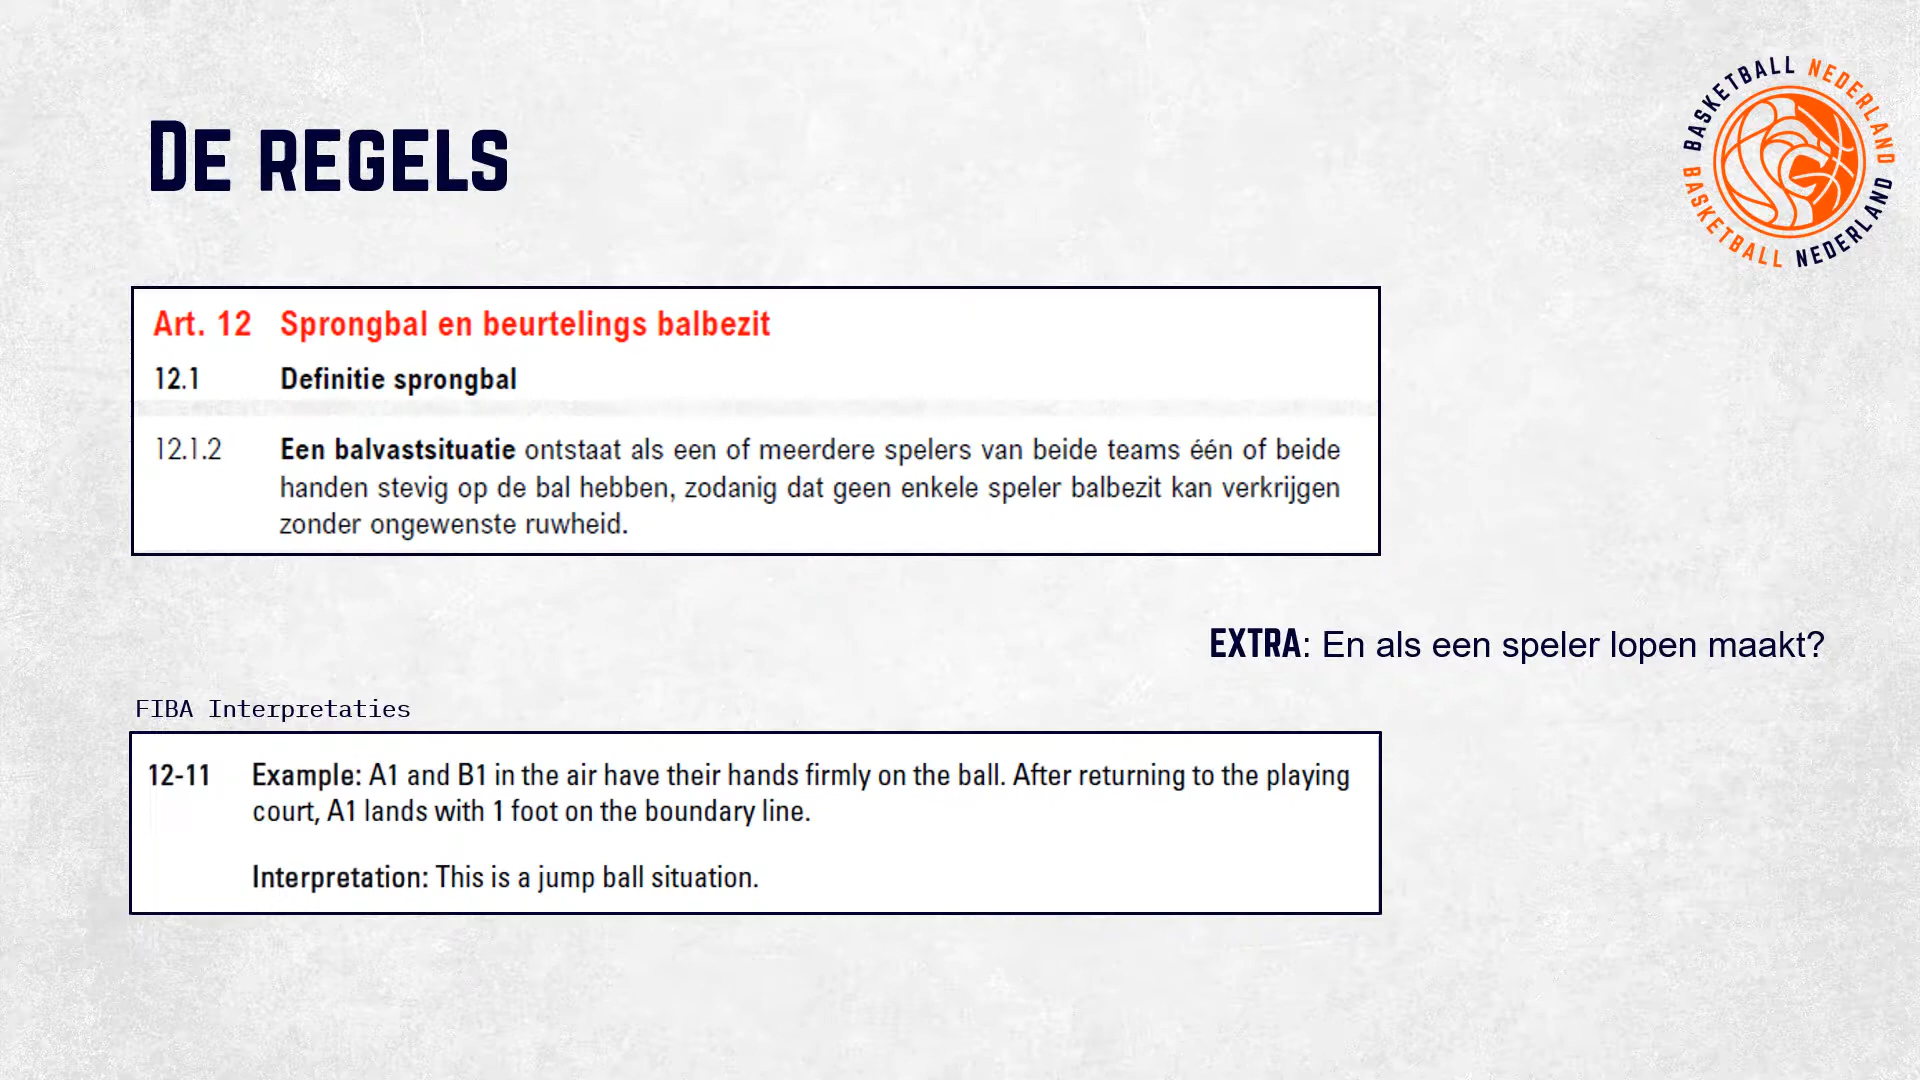 BASKETBALL NEDERLAND
BASKETBALL NEDERLAND
DE REGELS
Art. 12 Sprongbal en beurtelings balbezit
12.1 Definitie sprongbal
12.1.2 Een balvastsituatie ontstaat als een of meerdere spelers van beide teams één of beide
handen stevig op de bal hebben, zodanig dat geen enkele speler balbezit kan verkrijgen
zonder ongewenste ruwheid.
EXTRA: En als een speler lopen maakt?
FIBA Interpretaties
12-11 Example: A1 and B1 in the air have their hands firmly on the ball. After returning to the playing
court, A1 lands with 1 foot on the boundary line.
Interpretation: This is a jump ball situation.